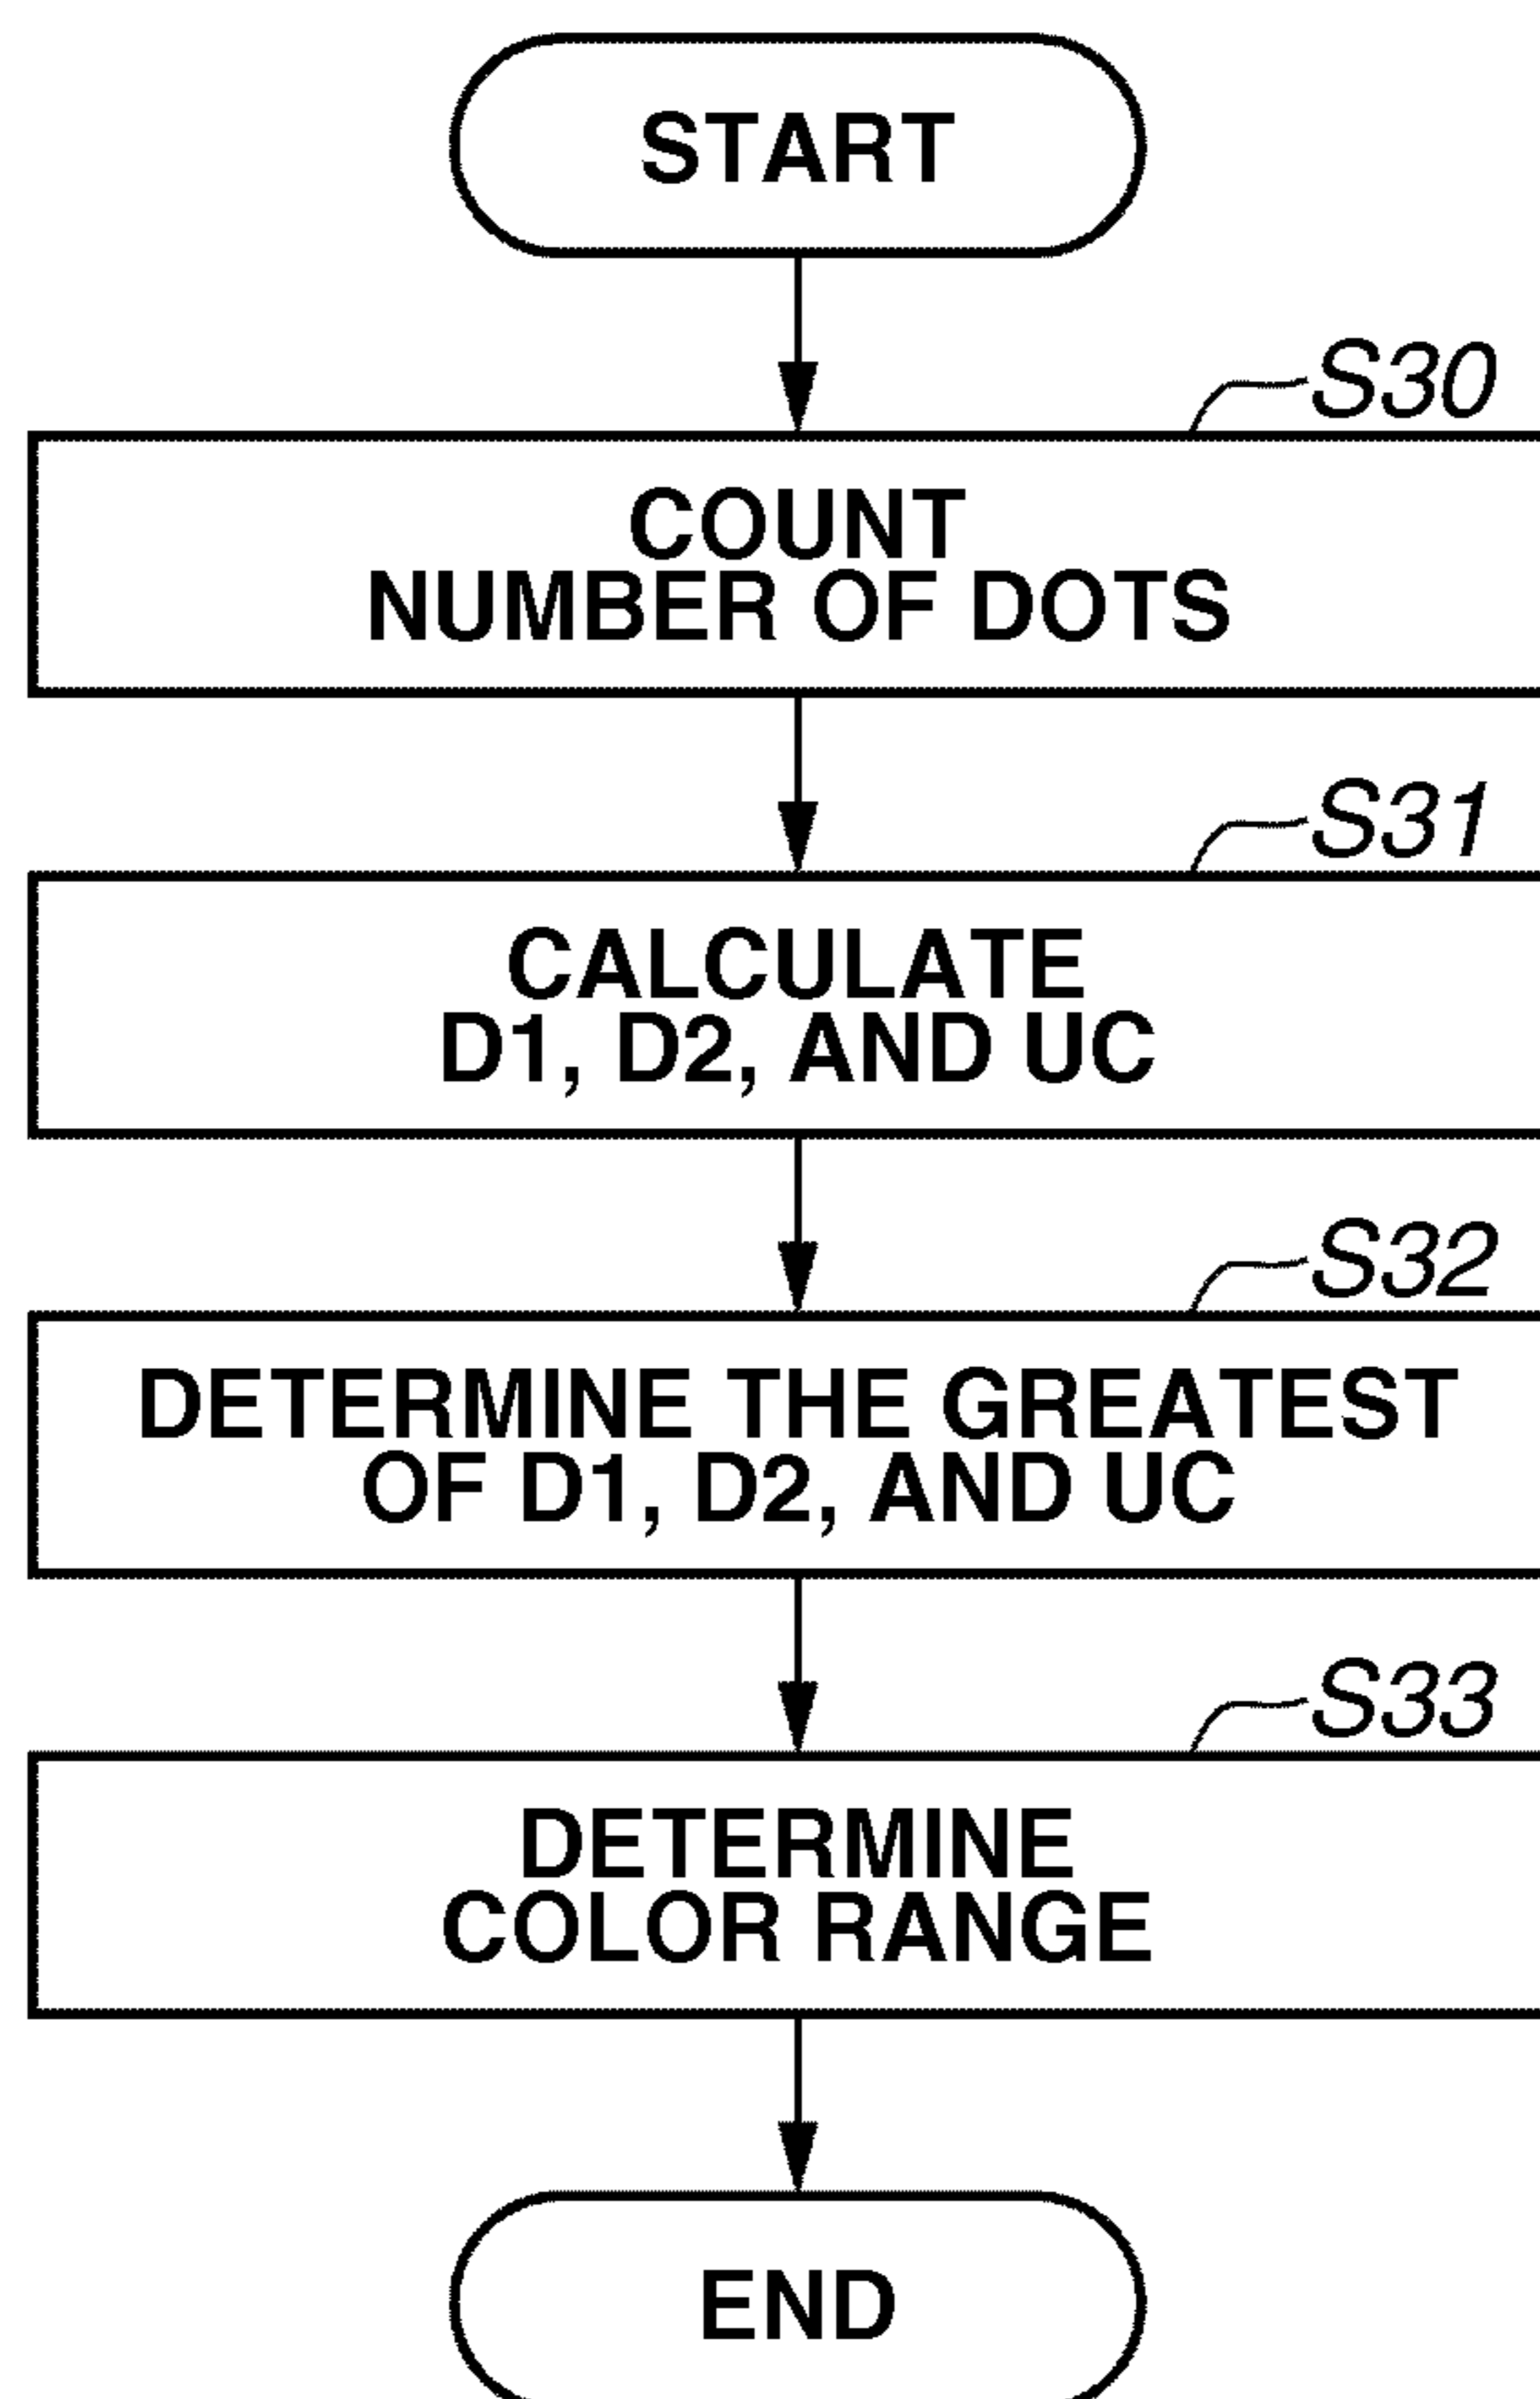 START
S30
COUNT
NUMBER OF DOTS
S31
CALCULATE
D1, D2, AND UC
S32
DETERMINE THE GREATEST
OF D1, D2, AND UC
S33
DETERMINE
COLOR RANGE
END